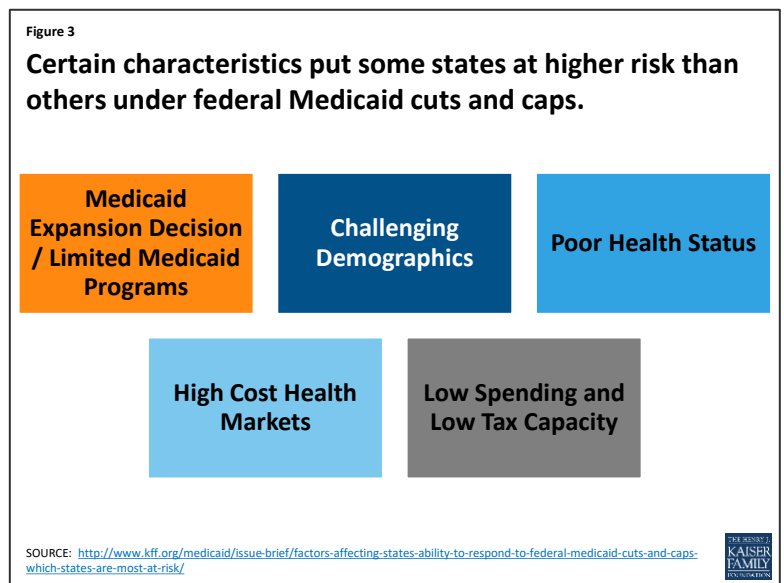 Figure 3
Certain characteristics put some states at higher risk than
others under federal Medicaid cuts and caps.
Medicaid
Expansion Decision
/ Limited Medicaid
Programs
Challenging
Demographics
Poor Health Status
High Cost Health
Markets
Low Spending and
Low Tax Capacity
SOURCE: http://www.kff.org/medicaid/issue-brief/factors-affecting-states-ability-to-respond-to-federal-medicaid-cuts-and-caps-
which-states-are-most-at-risk/
THE HENRY J.
KAISER
FAMILY
FOUNDATION